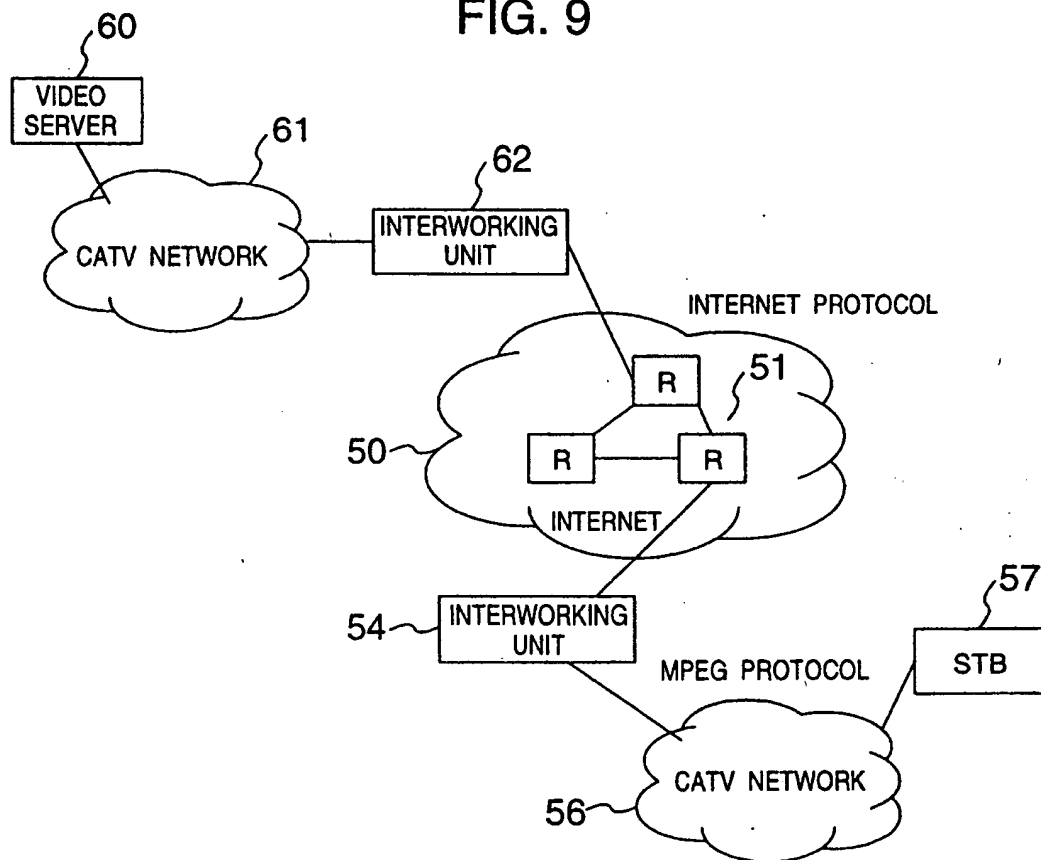 FIG. 9
60
VIDEO
SERVER
61
CATV NETWORK
62
INTERWORKING
UNIT
INTERNET PROTOCOL
51
R
R
R
50
INTERNET
54
INTERWORKING
UNIT
57
STB
MPEG PROTOCOL
CATV NETWORK
56